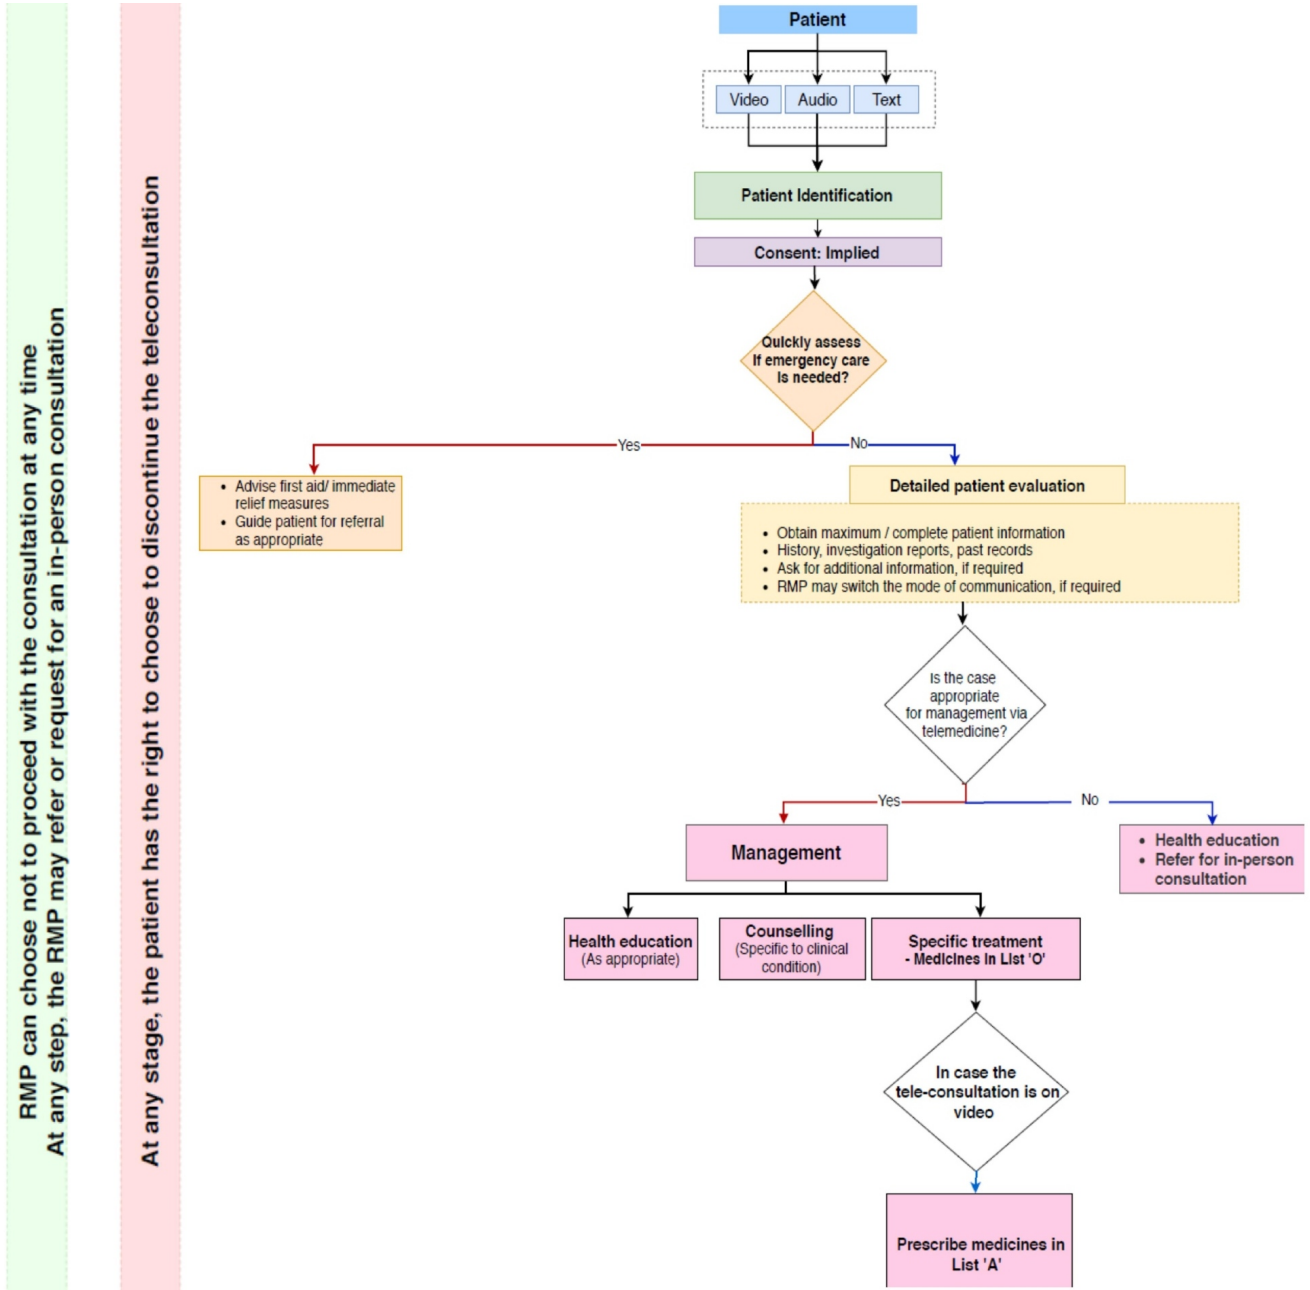 Patient
Video
Audio
Text
Patient Identification
Consent: Implied
Quickly assess
If emergency care
Is needed?
Yes
No
• Advise first aid/ immediate
relief measures
• Guide patient for referral
as appropriate
Detailed patient evaluation
• Obtain maximum / complete patient information
• History, investigation reports, past records
• Ask for additional information, if required
• RMP may switch the mode of communication, if required
Is the case
appropriate
for management via
telemedicine?
Yes
No
Management
• Health education
• Refer for in-person
consultation
Health education
(As appropriate)
Counselling
(Specific to clinical
condition)
Specific treatment
- Medicines in List 'O'
In case the
tele-consultation is on
video
Prescribe medicines in
List 'A'
RMP can choose not to proceed with the consultation at any time
At any step, the RMP may refer or request for an in-person consultation
At any stage, the patient has the right to choose to discontinue the teleconsultation